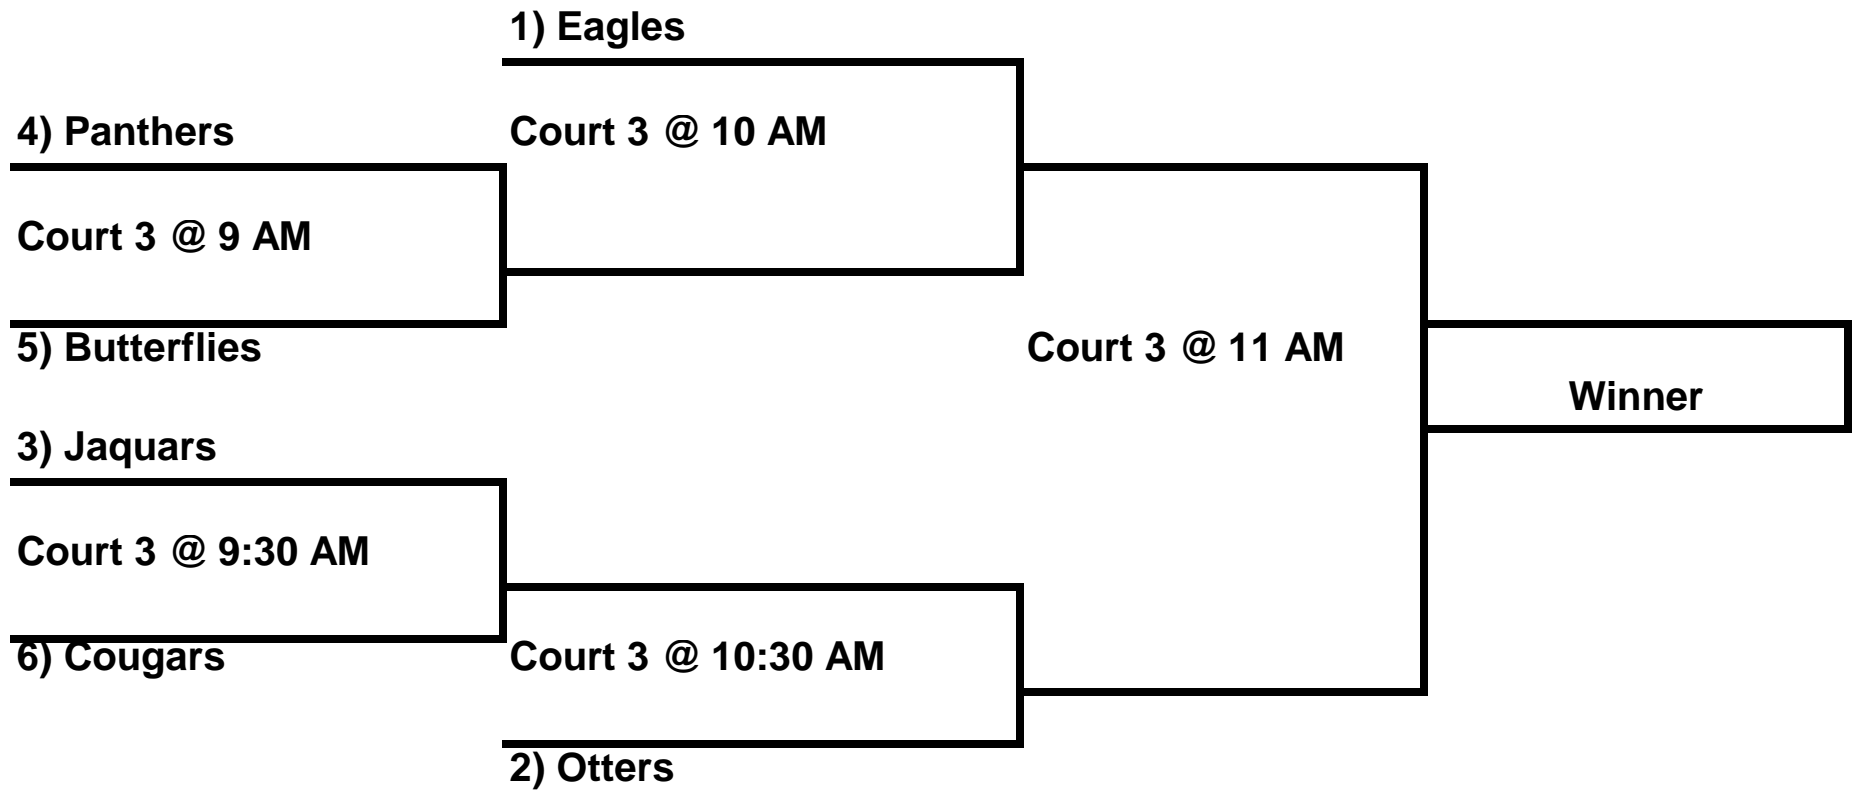 1) Eagles
4) Panthers
Court 3 @ 10 AM
Court 3 @ 9 AM
5) Butterflies
Court 3 @ 11 AM
Winner
3) Jaquars
Court 3 @ 9:30 AM
6) Cougars
Court 3 @ 10:30 AM
2) Otters